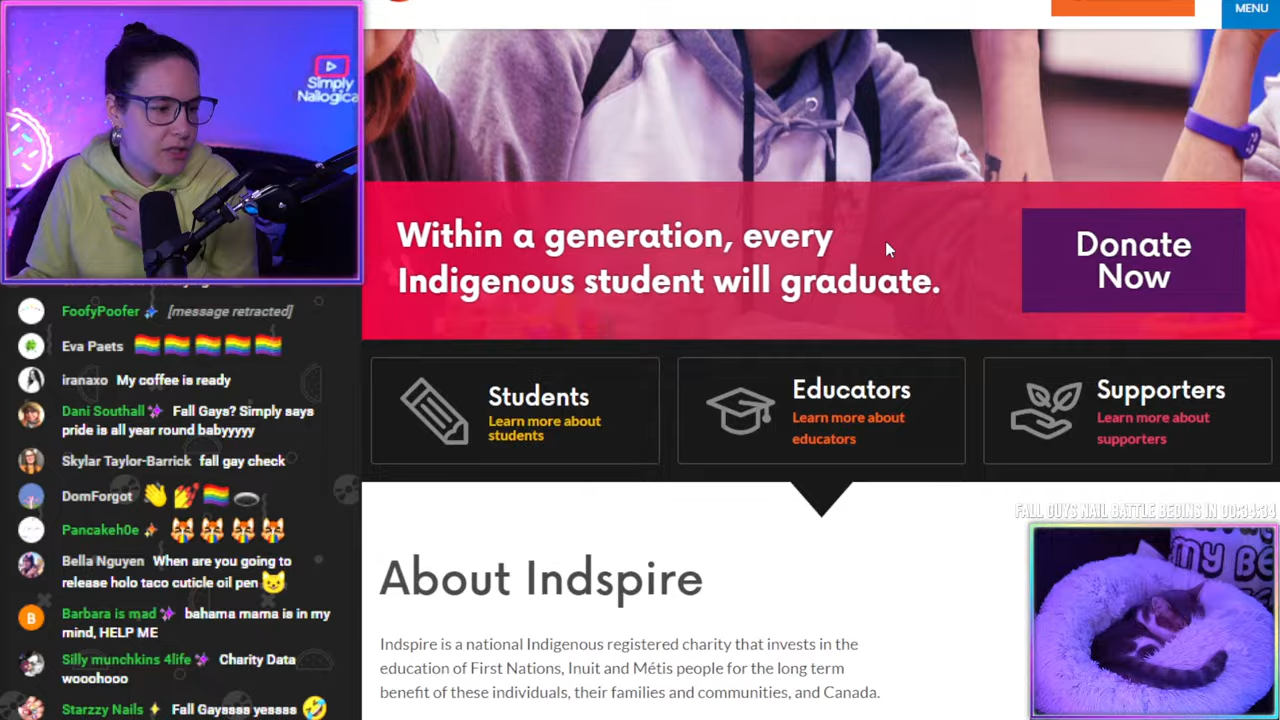 Simply
Nailogical
MENU
Within a generation, every
Indigenous student will graduate.
Donate
Now
Students
Learn more about
students
Educators
Learn more about
educators
Supporters
Learn more about
supporters
About Indspire
Indspire is a national Indigenous registered charity that invests in the
education of First Nations, Inuit and Métis people for the long term
benefit of these individuals, their families and communities, and Canada.
FoofyPoofer [message retracted]
Eva Paets 🏳️‍🌈🏳️‍🌈🏳️‍🌈🏳️‍🌈🏳️‍🌈
iranaxo My coffee is ready
Dani Southall Fall Gays? Simply says
pride is all year round babyyyy
Skylar Taylor-Barrick fall gay check
DomForgot 👋💅🏳️‍🌈🕳️
Pancakeh0e
Bella Nguyen When are you going to
release holo taco cuticle oil pen
B
Barbara is mad bahama mama is in my
mind, HELP ME
Silly munchkins 4life Charity Data
wooohooo
Starzzy Nails Fall Gayssss yessss 🤣
FALL GUYS NAIL BATTLE BEGINS IN 00:34:34
MY BE